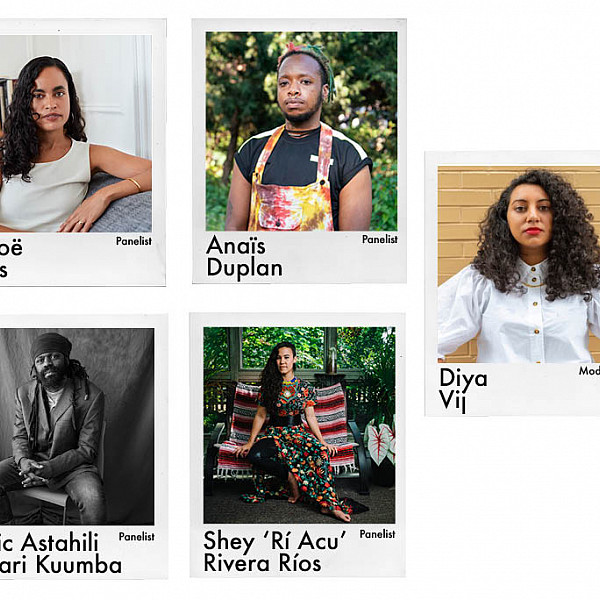 oë
s
Panelist
Anaïs
Duplan
Panelist
Diya
Vij
Mod
ic Astahili
ari Kuumba
Panelist
Shey ‘Rí Acu’
Rivera Ríos
Panelist